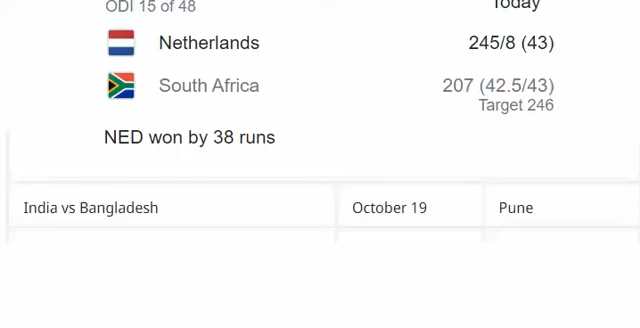 ODI 15 of 48
Today
Netherlands 245/8 (43)
South Africa 207 (42.5/43)
Target 246
NED won by 38 runs
India vs Bangladesh October 19 Pune